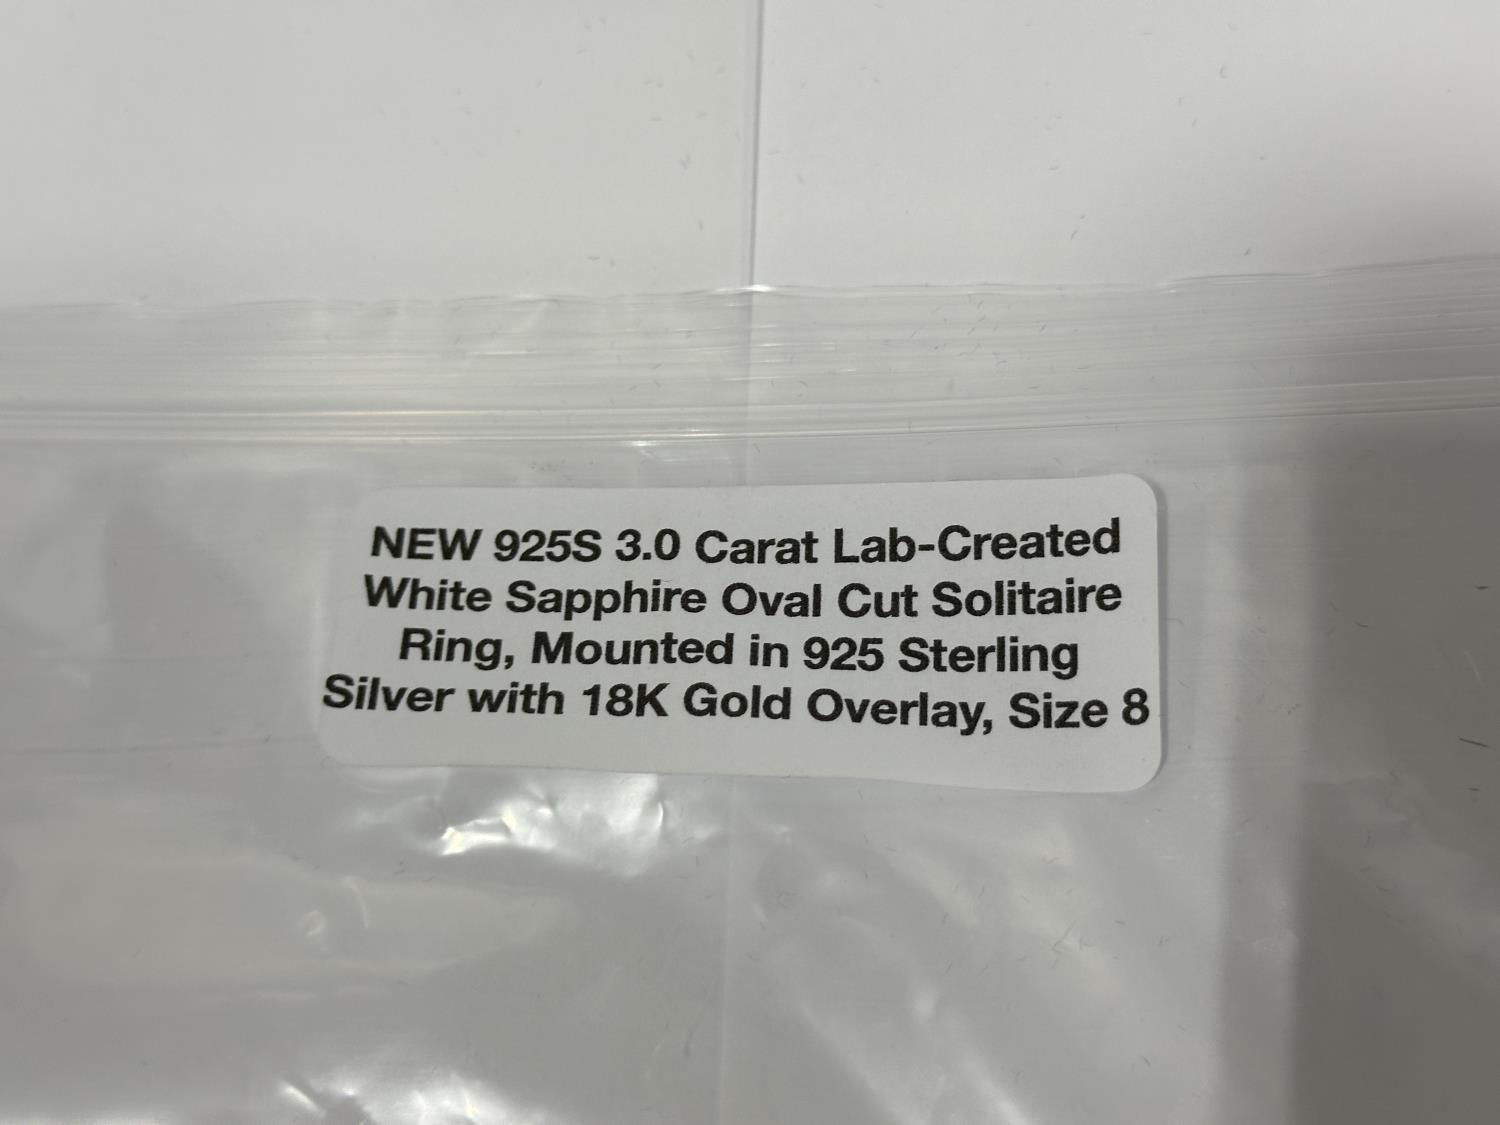 NEW 925S 3.0 Carat Lab-Created
White Sapphire Oval Cut Solitaire
Ring, Mounted in 925 Sterling
Silver with 18K Gold Overlay, Size 8